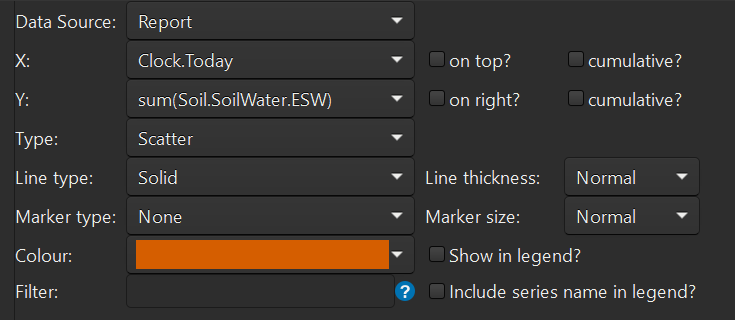 Data Source: Report
X: Clock.Today on top? cumulative?
Y: sum(Soil.SoilWater.ESW) on right? cumulative?
Type: Scatter
Line type: Solid Line thickness: Normal
Marker type: None Marker size: Normal
Colour: Show in legend?
Filter: ? Include series name in legend?